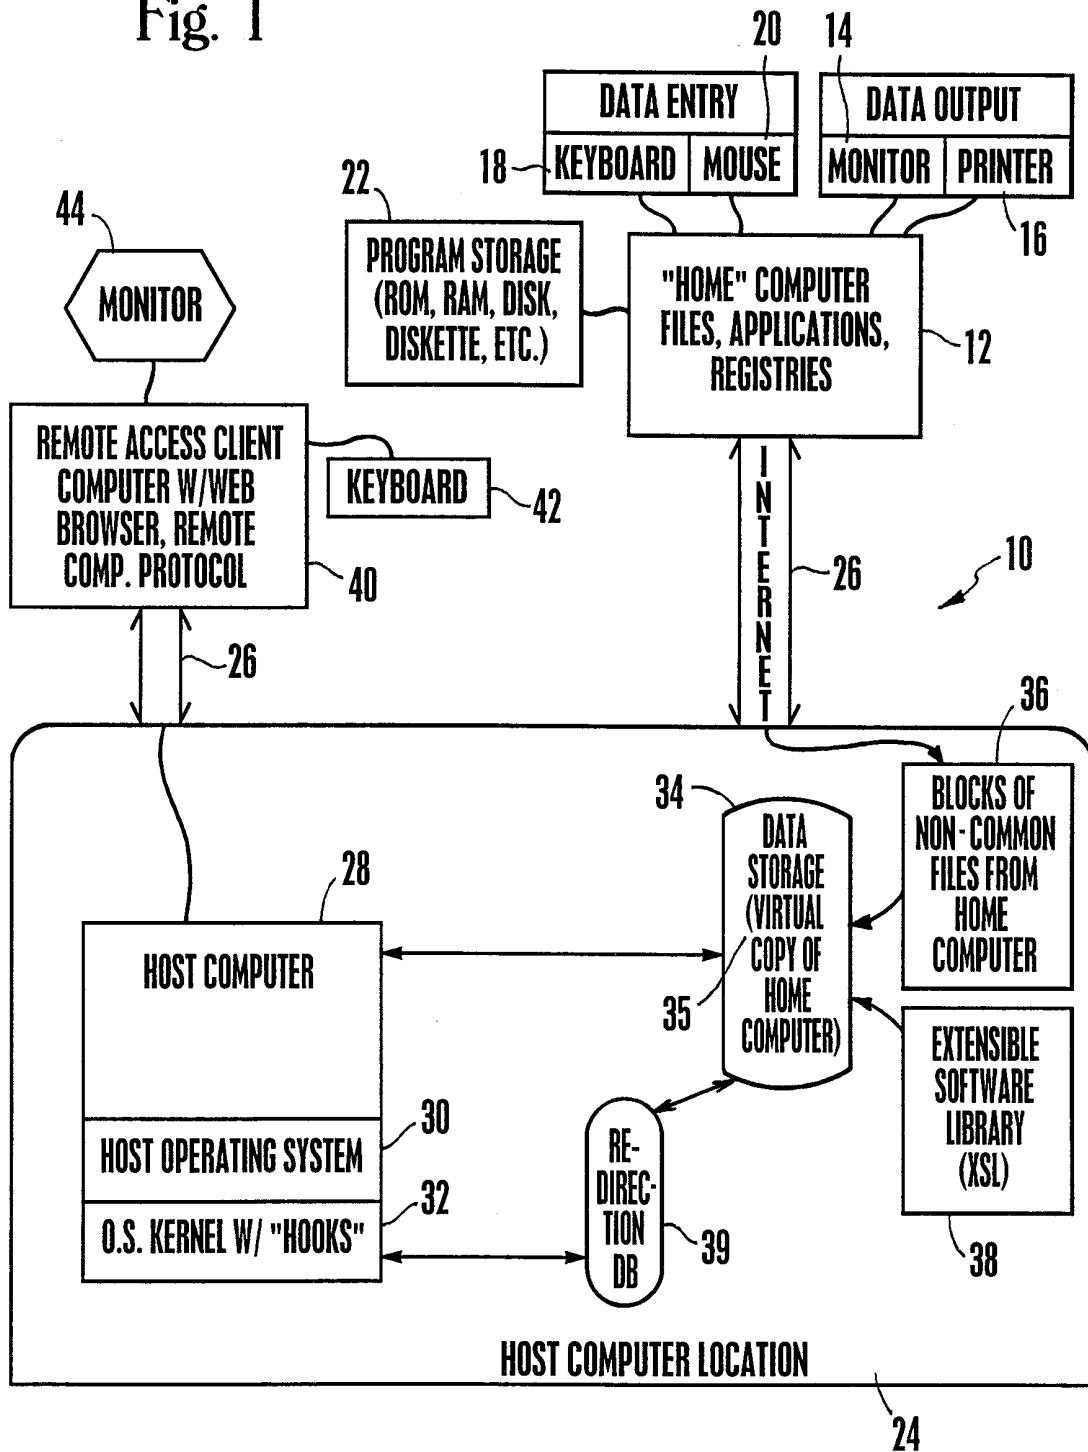 Fig. 1
20
14
DATA ENTRY
DATA OUTPUT
18
KEYBOARD
MOUSE
MONITOR
PRINTER
22
16
44
PROGRAM STORAGE
(ROM, RAM, DISK,
DISKETTE, ETC.)
"HOME" COMPUTER
FILES, APPLICATIONS,
REGISTRIES
12
MONITOR
REMOTE ACCESS CLIENT
COMPUTER W/WEB
BROWSER, REMOTE
COMP. PROTOCOL
KEYBOARD
42
40
INTERNET
26
10
26
36
34
BLOCKS OF
NON-COMMON
FILES FROM
HOME
COMPUTER
DATA
STORAGE
(VIRTUAL
COPY OF
HOME
COMPUTER)
35
28
HOST COMPUTER
EXTENSIBLE
SOFTWARE
LIBRARY
(XSL)
38
30
HOST OPERATING SYSTEM
32
O.S. KERNEL W/ "HOOKS"
RE-
DIREC-
TION
DB
39
HOST COMPUTER LOCATION
24